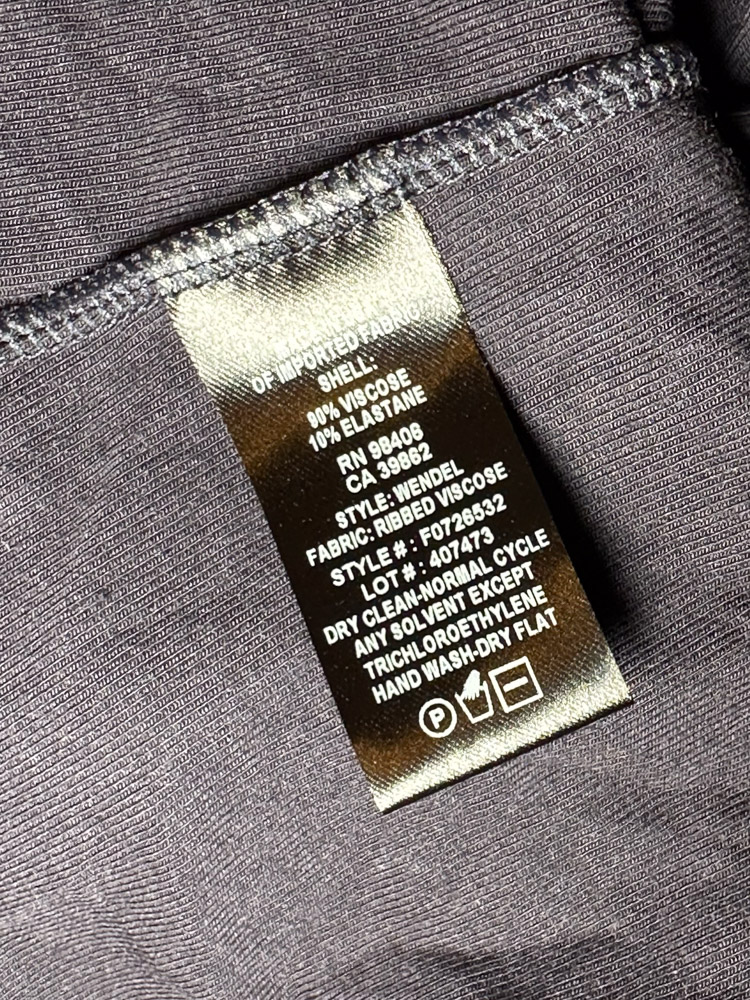 OF IMPORTED FABRIC
SHELL:
90% VISCOSE
10% ELASTANE
RN 98406
CA 39862
STYLE: WENDEL
FABRIC: RIBBED VISCOSE
STYLE # : F0726532
LOT # : 407473
DRY CLEAN-NORMAL CYCLE
ANY SOLVENT EXCEPT
TRICHLOROETHYLENE
HAND WASH-DRY FLAT
P